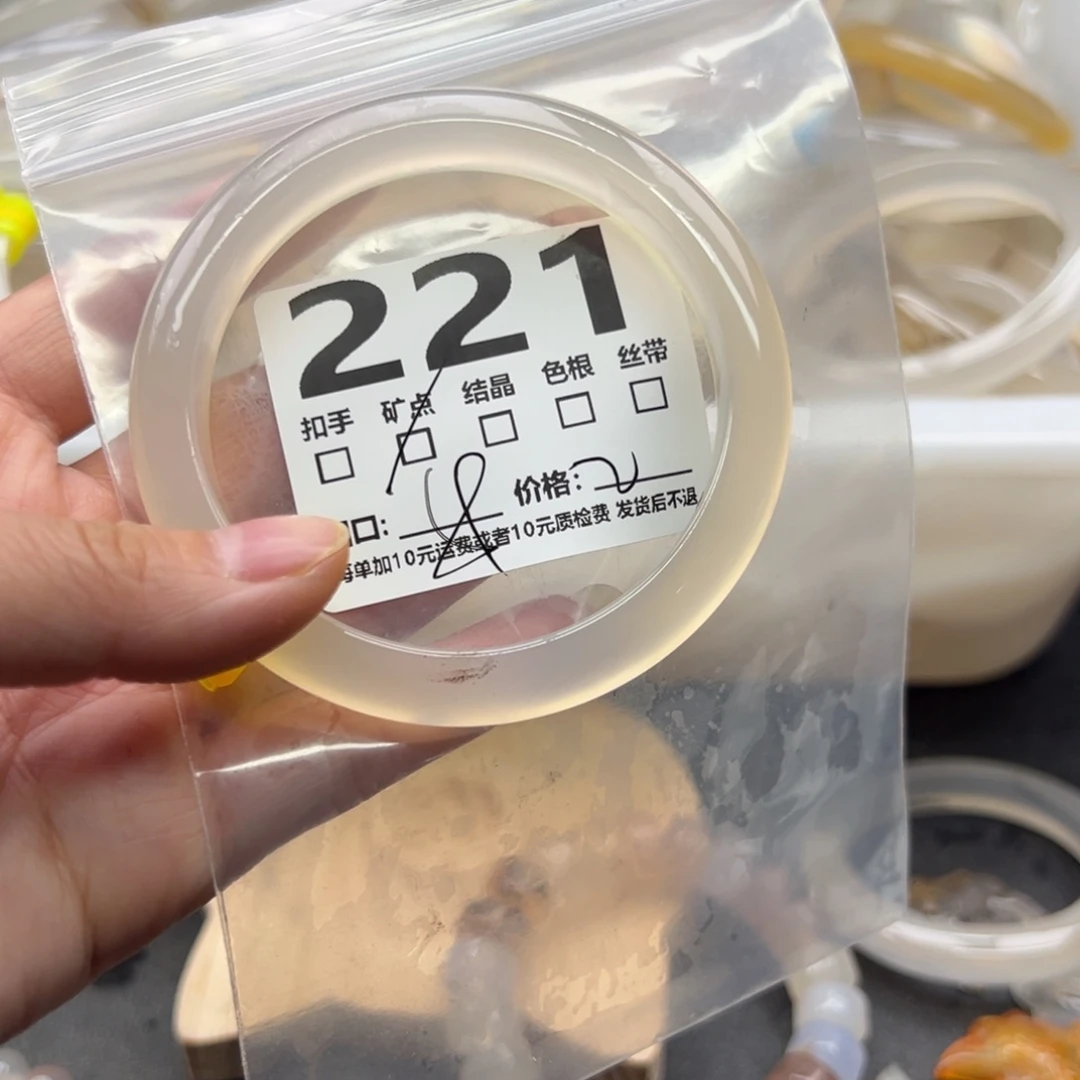 221
扣手 矿点 结晶 色根 丝带
口: 价格:
单加10元运费或者10元质检费 发货后不退